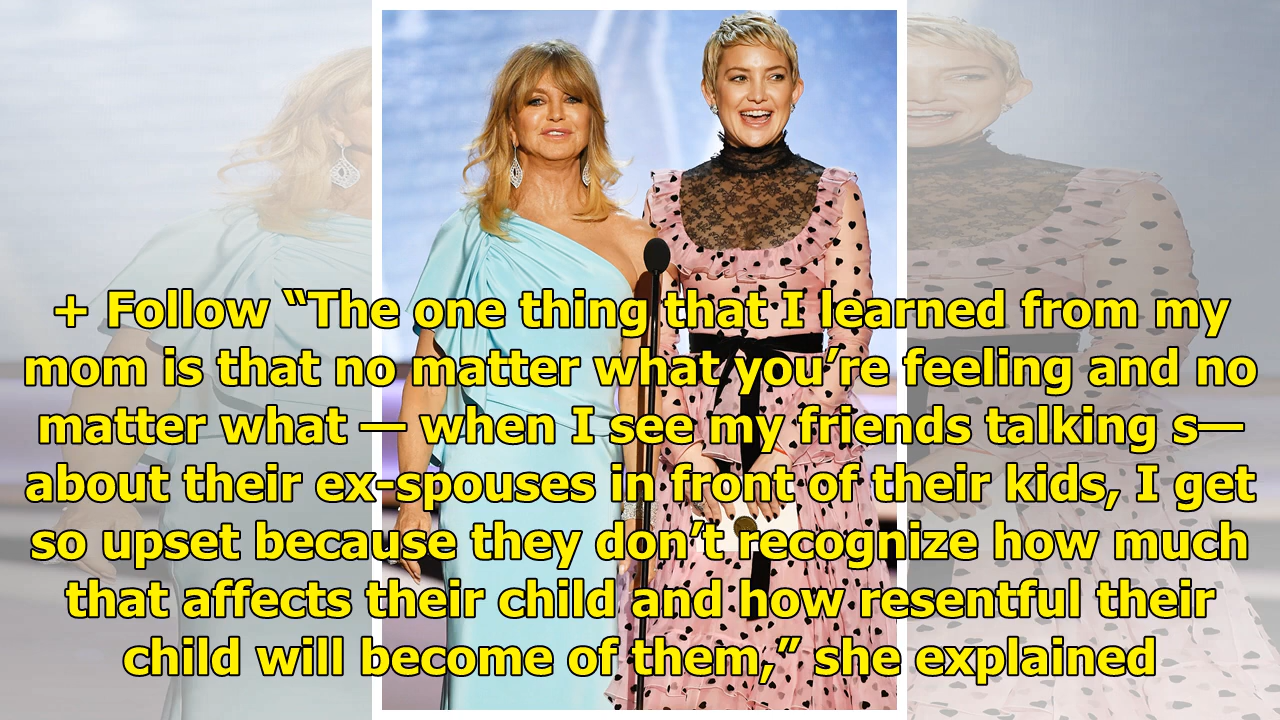 + Follow “The one thing that I learned from my
mom is that no matter what you’re feeling and no
matter what — when I see my friends talking s—
about their ex-spouses in front of their kids, I get
so upset because they don’t recognize how much
that affects their child and how resentful their
child will become of them,” she explained